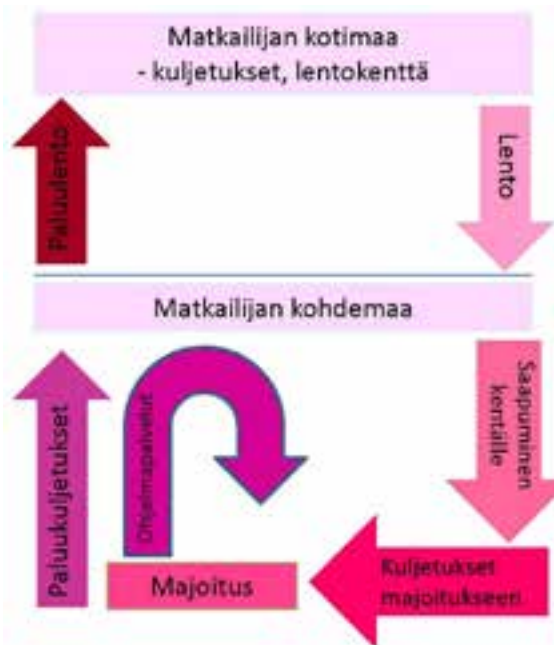 Matkailijan kotimaa
- kuljetukset, lentokenttä
Paluulento
Lento
Matkailijan kohdemaa
Paluukuljetukset
Ohjelmapalvelut
Saapuminen
kentälle
Majoitus
Kuljetukset
majoitukseen